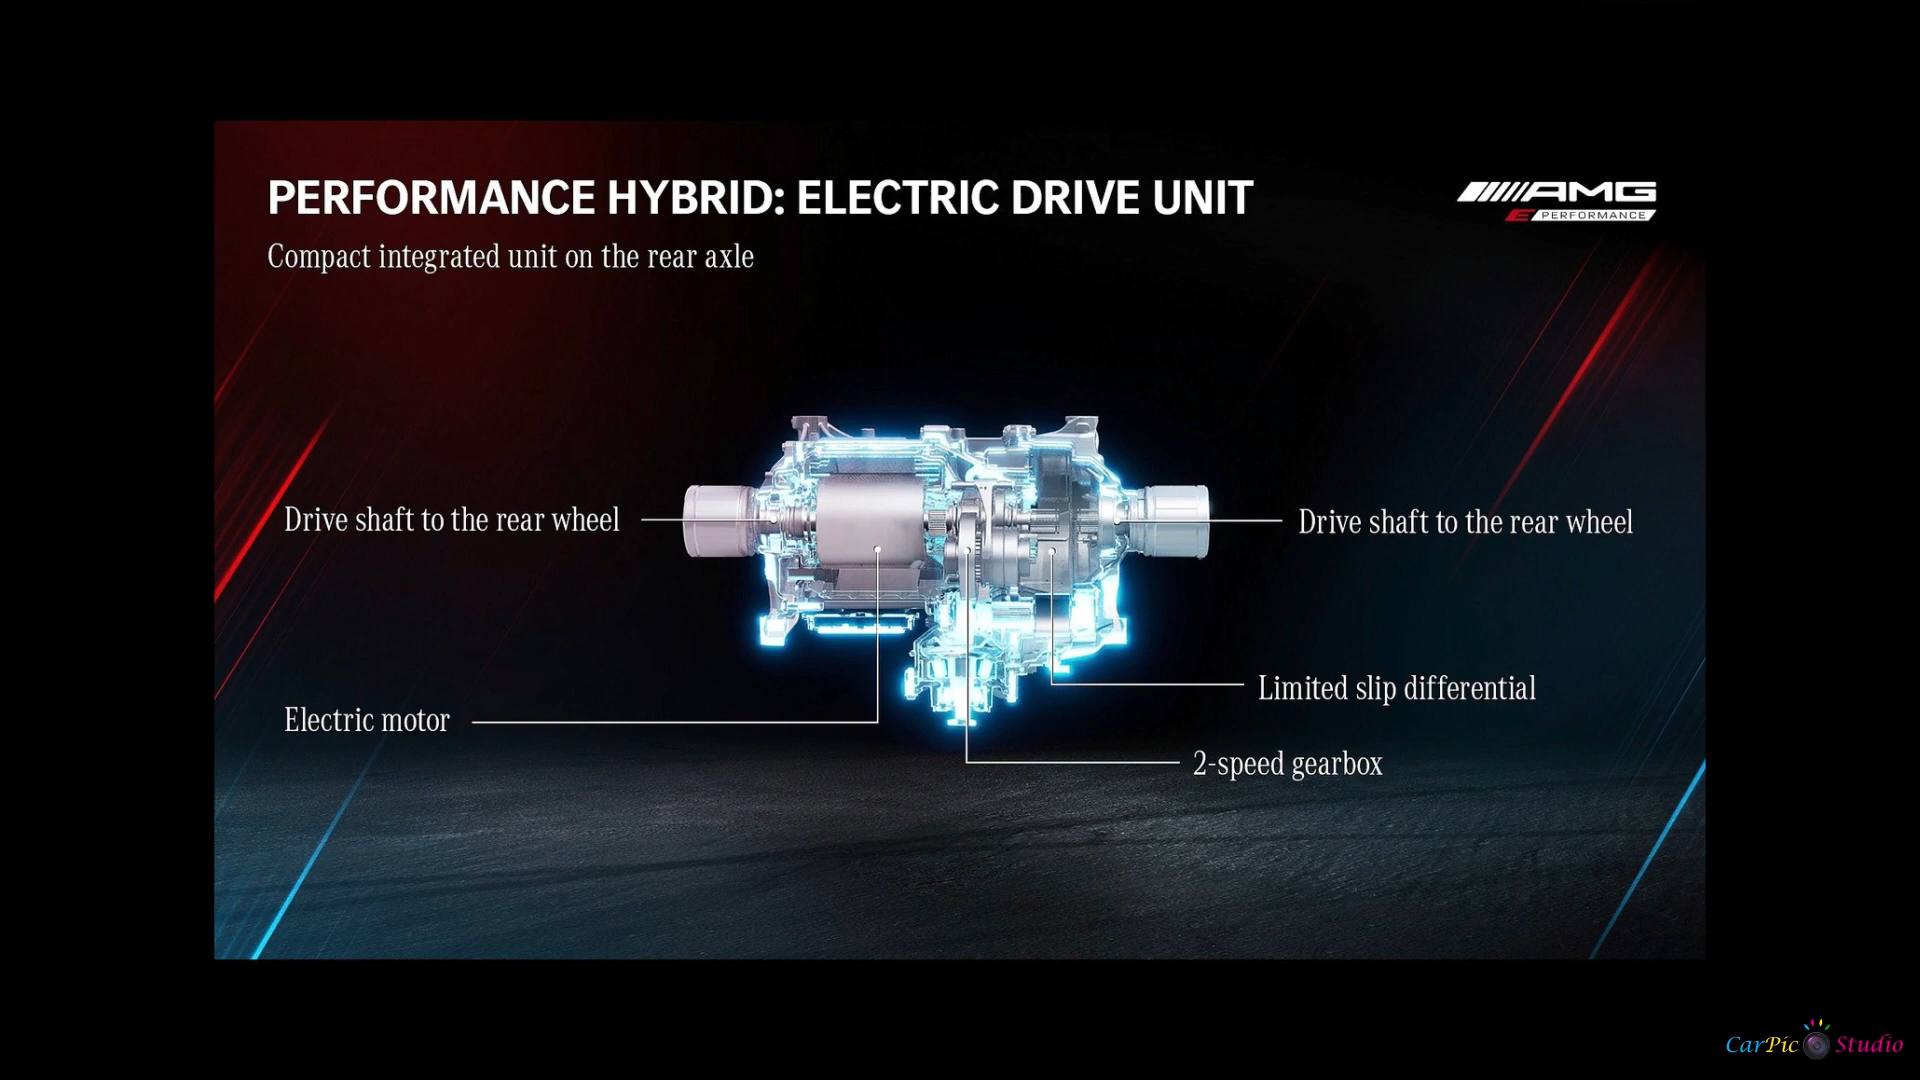 PERFORMANCE HYBRID: ELECTRIC DRIVE UNIT
AMG
E PERFORMANCE
Compact integrated unit on the rear axle
Drive shaft to the rear wheel
Drive shaft to the rear wheel
Limited slip differential
Electric motor
2-speed gearbox
CarPic Studio